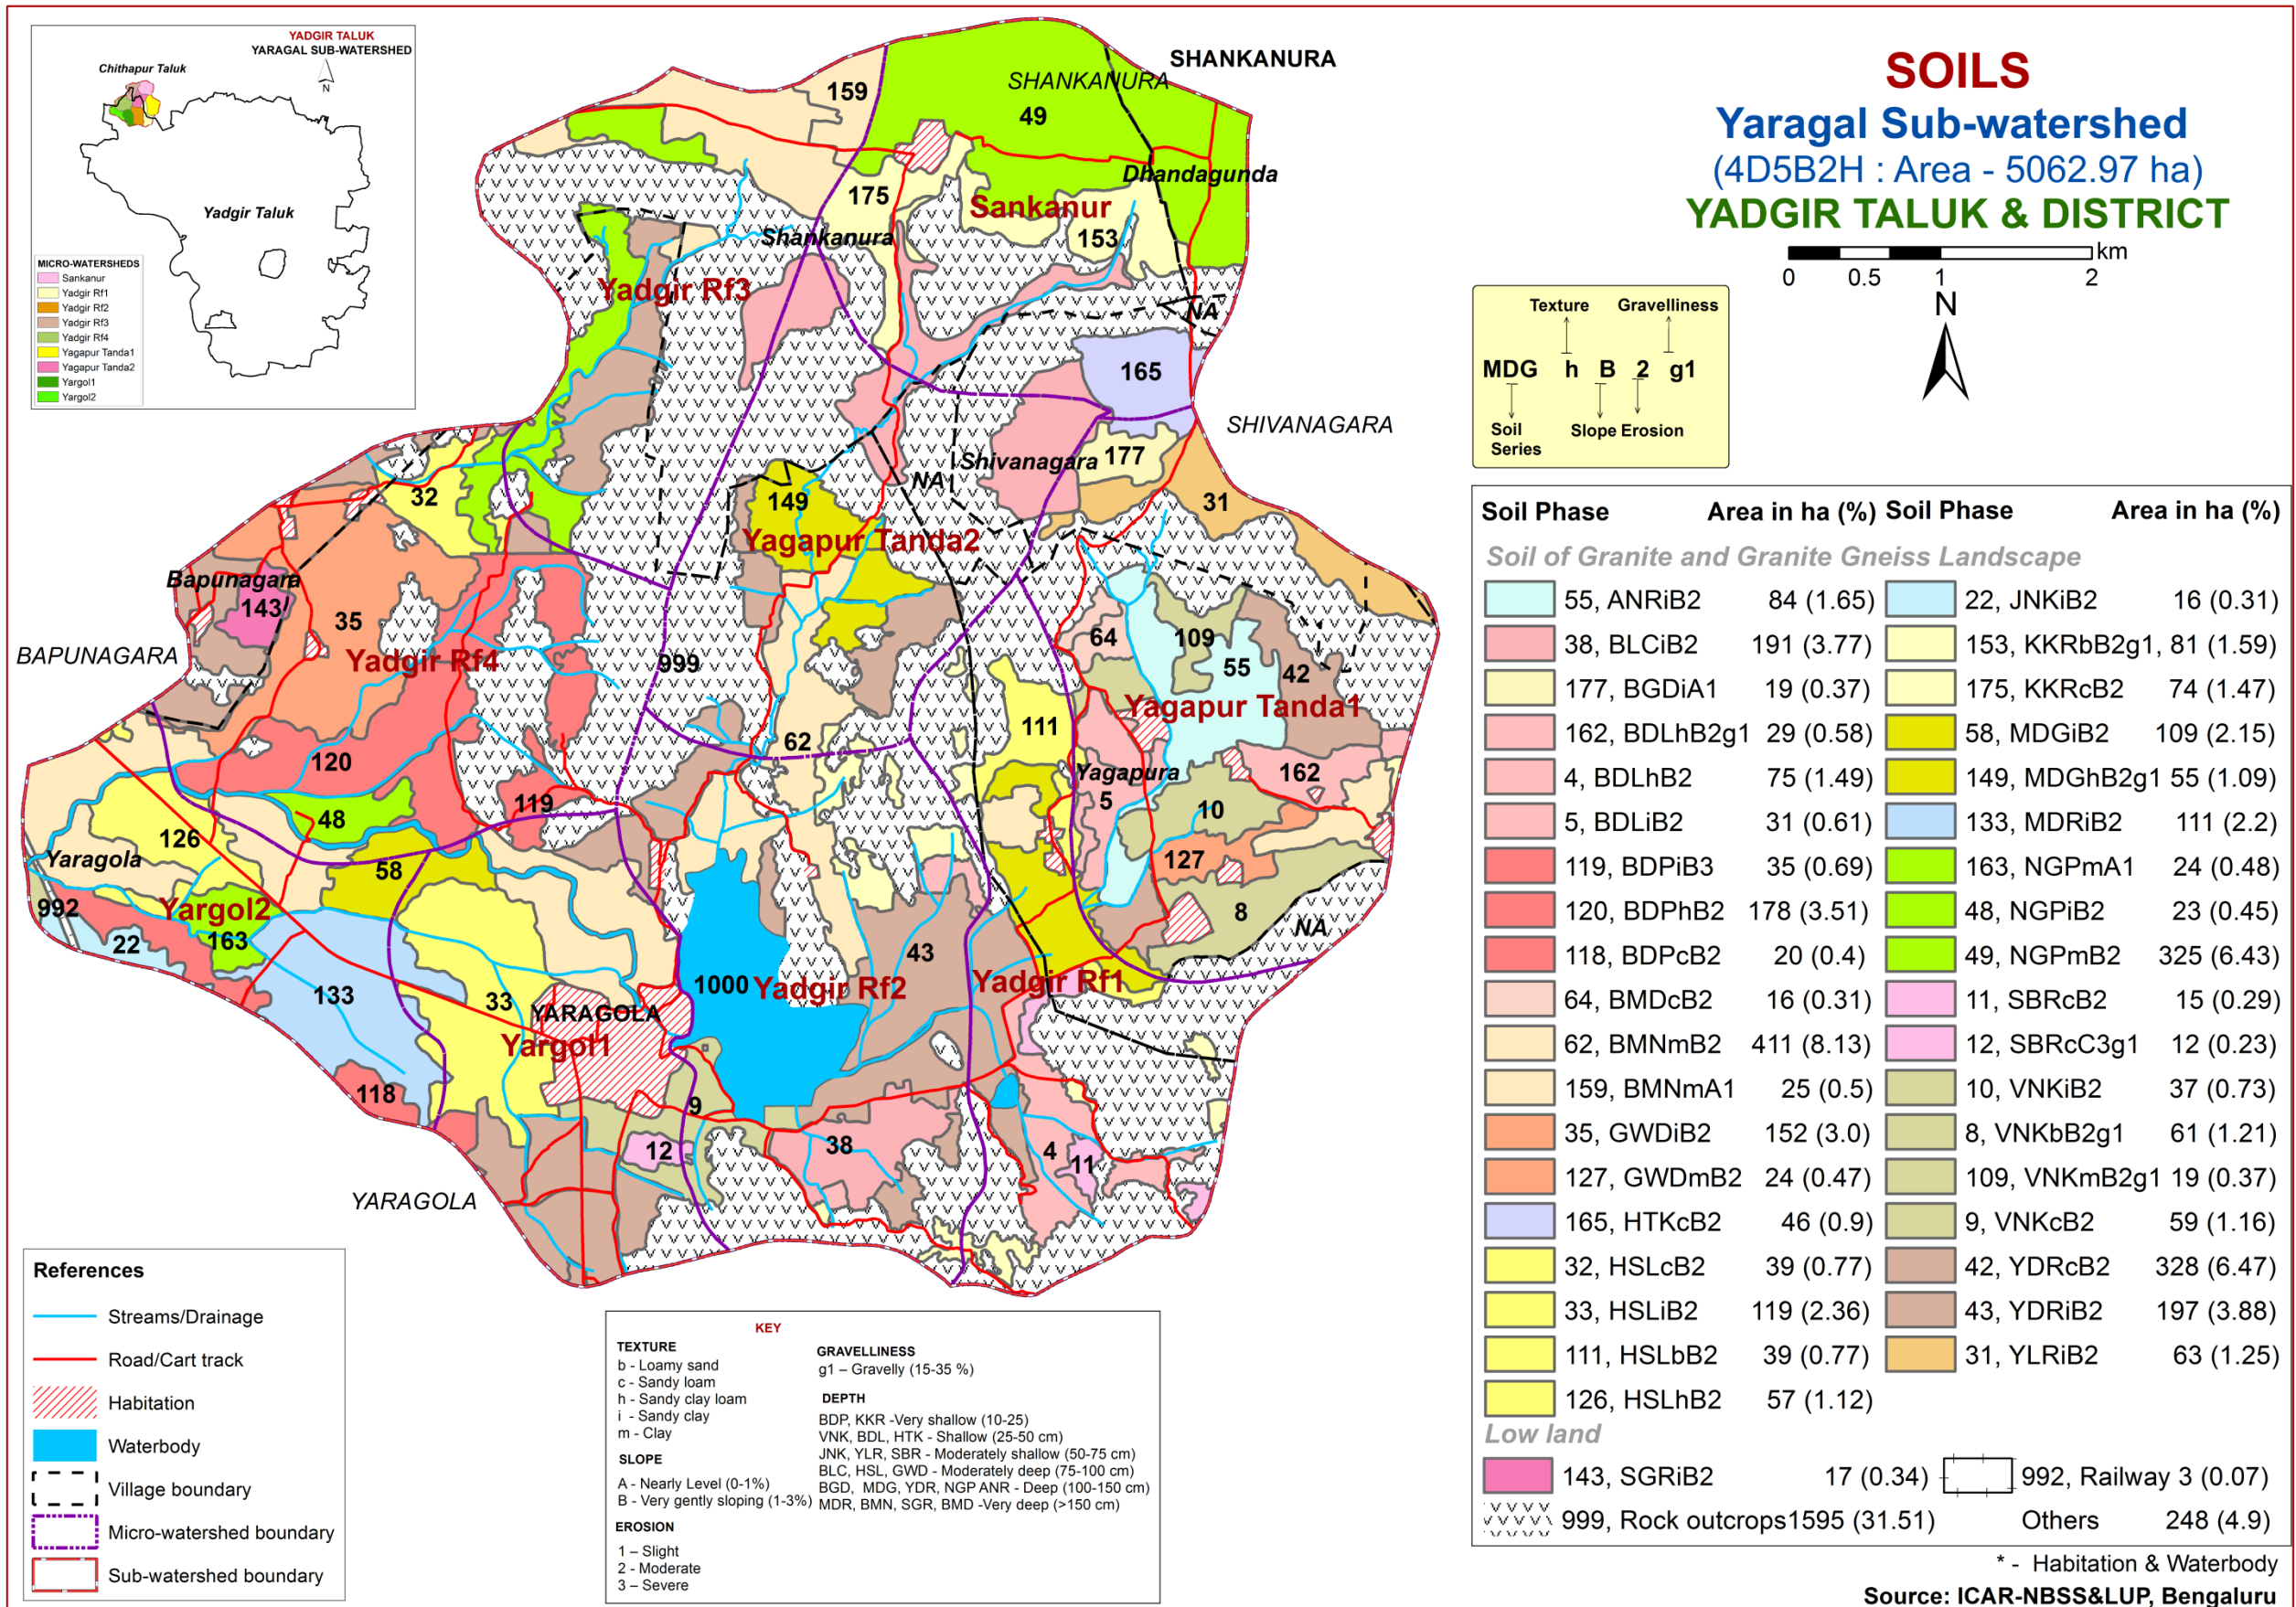 YADGIR TALUK
YARAGAL SUB-WATERSHED
Chithapur Taluk
N
Yadgir Taluk
MICRO-WATERSHEDS
Sankanur
Yadgir Rf1
Yadgir Rf2
Yadgir Rf3
Yadgir Rf4
Yagapur Tanda1
Yagapur Tanda2
Yargol1
Yargol2
SOILS
Yaragal Sub-watershed
(4D5B2H : Area - 5062.97 ha)
YADGIR TALUK & DISTRICT
km
0 0.5 1 2
N
Texture Gravelliness
MDG h B 2 g1
Soil Series
Slope Erosion
SHANKANURA
SHANKANURA
159
49
Dhandagunda
175
Sankanur
153
Shankanura
Yadgir Rf3
NA
165
SHIVANAGARA
Shivanagara
177
NA
32
149
31
Yagapur Tanda2
Bapunagara
143
35
BAPUNAGARA
Yadgir Rf4
999
64
109
55
42
Yagapur Tanda1
111
62
120
Yagapura
5
162
119
48
10
126
Yaragola
58
127
992
Yargol2
163
22
8
NA
43
133
1000
Yadgir Rf2
Yadgir Rf1
33
YARAGOLA
Yargol1
118
9
12
38
4
11
YARAGOLA
Soil Phase Area in ha (%) Soil Phase Area in ha (%)
Soil of Granite and Granite Gneiss Landscape
55, ANRiB2 84 (1.65) 22, JNKiB2 16 (0.31)
38, BLCiB2 191 (3.77) 153, KKRbB2g1, 81 (1.59)
177, BGDiA1 19 (0.37) 175, KKRcB2 74 (1.47)
162, BDLhB2g1 29 (0.58) 58, MDGiB2 109 (2.15)
4, BDLhB2 75 (1.49) 149, MDGhB2g1 55 (1.09)
5, BDLiB2 31 (0.61) 133, MDRiB2 111 (2.2)
119, BDPiB3 35 (0.69) 163, NGPmA1 24 (0.48)
120, BDPhB2 178 (3.51) 48, NGPiB2 23 (0.45)
118, BDPcB2 20 (0.4) 49, NGPmB2 325 (6.43)
64, BMDcB2 16 (0.31) 11, SBRcB2 15 (0.29)
62, BMNmB2 411 (8.13) 12, SBRcC3g1 12 (0.23)
159, BMNmA1 25 (0.5) 10, VNKiB2 37 (0.73)
35, GWDiB2 152 (3.0) 8, VNKbB2g1 61 (1.21)
127, GWDmB2 24 (0.47) 109, VNKmB2g1 19 (0.37)
165, HTKcB2 46 (0.9) 9, VNKcB2 59 (1.16)
32, HSLcB2 39 (0.77) 42, YDRcB2 328 (6.47)
33, HSLiB2 119 (2.36) 43, YDRiB2 197 (3.88)
111, HSLbB2 39 (0.77) 31, YLRiB2 63 (1.25)
126, HSLhB2 57 (1.12)
Low land
143, SGRiB2 17 (0.34) 992, Railway 3 (0.07)
999, Rock outcrops1595 (31.51) Others 248 (4.9)
* - Habitation & Waterbody
Source: ICAR-NBSS&LUP, Bengaluru
References
Streams/Drainage
Road/Cart track
Habitation
Waterbody
Village boundary
Micro-watershed boundary
Sub-watershed boundary
KEY
TEXTURE
b - Loamy sand
c - Sandy loam
h - Sandy clay loam
i - Sandy clay
m - Clay
SLOPE
A - Nearly Level (0-1%)
B - Very gently sloping (1-3%)
EROSION
1 – Slight
2 - Moderate
3 – Severe
GRAVELLINESS
g1 – Gravelly (15-35 %)
DEPTH
BDP, KKR -Very shallow (10-25)
VNK, BDL, HTK - Shallow (25-50 cm)
JNK, YLR, SBR - Moderately shallow (50-75 cm)
BLC, HSL, GWD - Moderately deep (75-100 cm)
BGD, MDG, YDR, NGP ANR - Deep (100-150 cm)
MDR, BMN, SGR, BMD -Very deep (>150 cm)